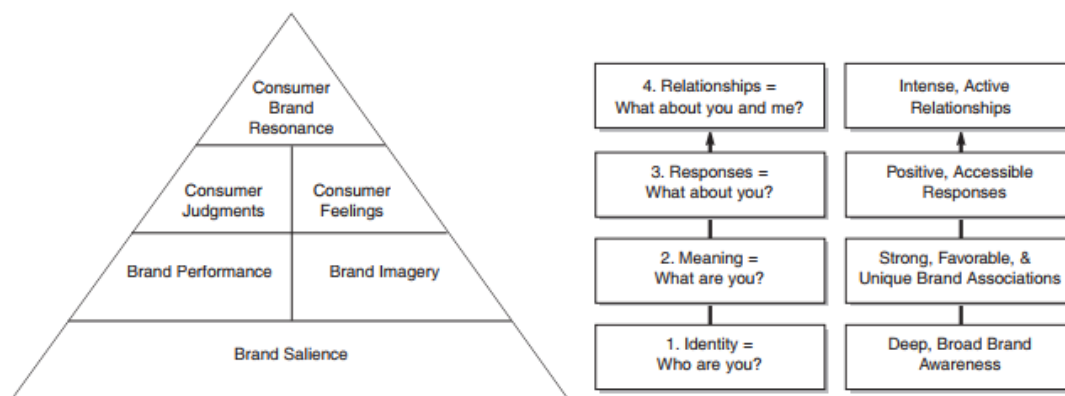 Consumer
Brand
Resonance
Consumer
Judgments
Consumer
Feelings
Brand Performance
Brand Imagery
Brand Salience
4. Relationships =
What about you and me?
3. Responses =
What about you?
2. Meaning =
What are you?
1. Identity =
Who are you?
Intense, Active
Relationships
Positive, Accessible
Responses
Strong, Favorable, &
Unique Brand Associations
Deep, Broad Brand
Awareness